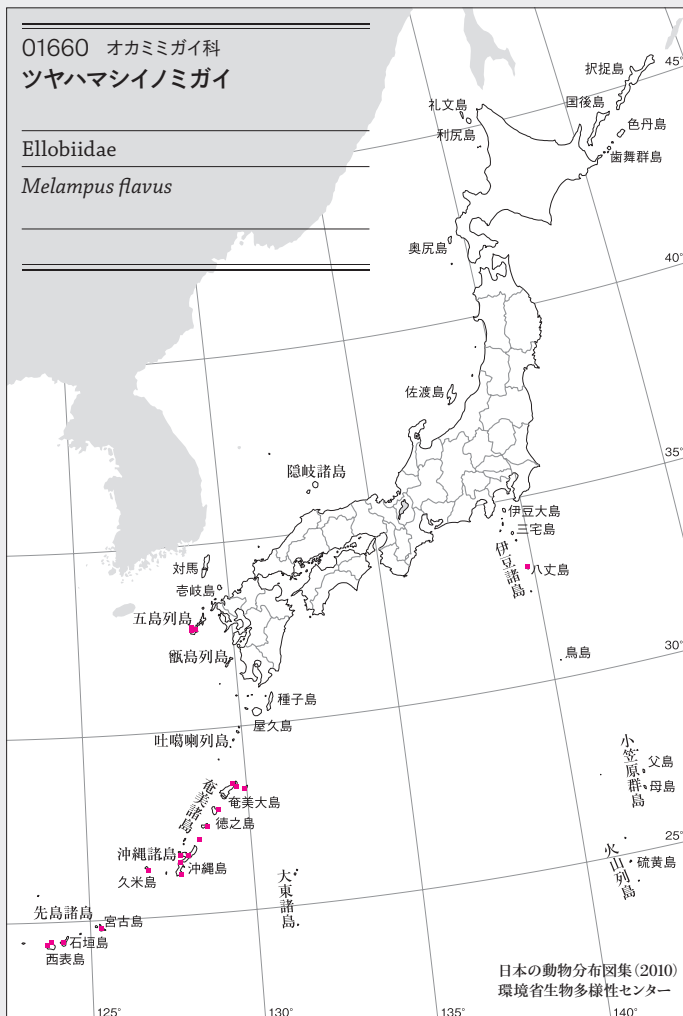 01660 オカミミガイ科
ツヤハマシイノミガイ
Ellobiidae
Melampus flavus
択捉島
45°
国後島
色丹島
歯舞群島
礼文島
利尻島
奥尻島
40°
佐渡島
35°
隠岐諸島
伊豆大島
三宅島
伊豆諸島
八丈島
対馬
壱岐島
五島列島
甑島列島
鳥島
30°
種子島
屋久島
吐噶喇列島
小笠原群島
父島
母島
奄美諸島
奄美大島
徳之島
25°
火山列島
硫黄島
沖縄諸島
沖縄島
久米島
大東諸島
先島諸島
宮古島
石垣島
西表島
日本の動物分布図集(2010)
環境省生物多様性センター
125°
130°
135°
140°